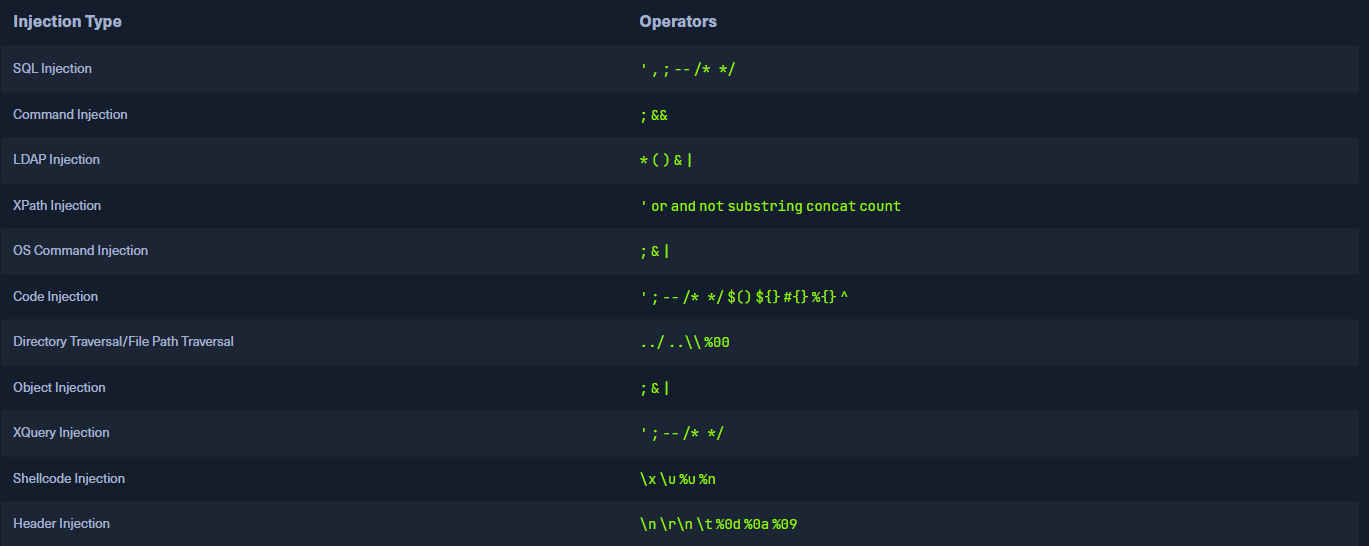 Injection Type Operators
SQL Injection ' , ; -- /* */
Command Injection ; &&
LDAP Injection * ( ) & |
XPath Injection ' or and not substring concat count
OS Command Injection ; & |
Code Injection ' ; -- /* */ $() ${} #{} %{} ^
Directory Traversal/File Path Traversal ../ ..\\ %00
Object Injection ; & |
XQuery Injection ' ; -- /* */
Shellcode Injection \x \u %u %n
Header Injection \n \r\n \t %0d %0a %09